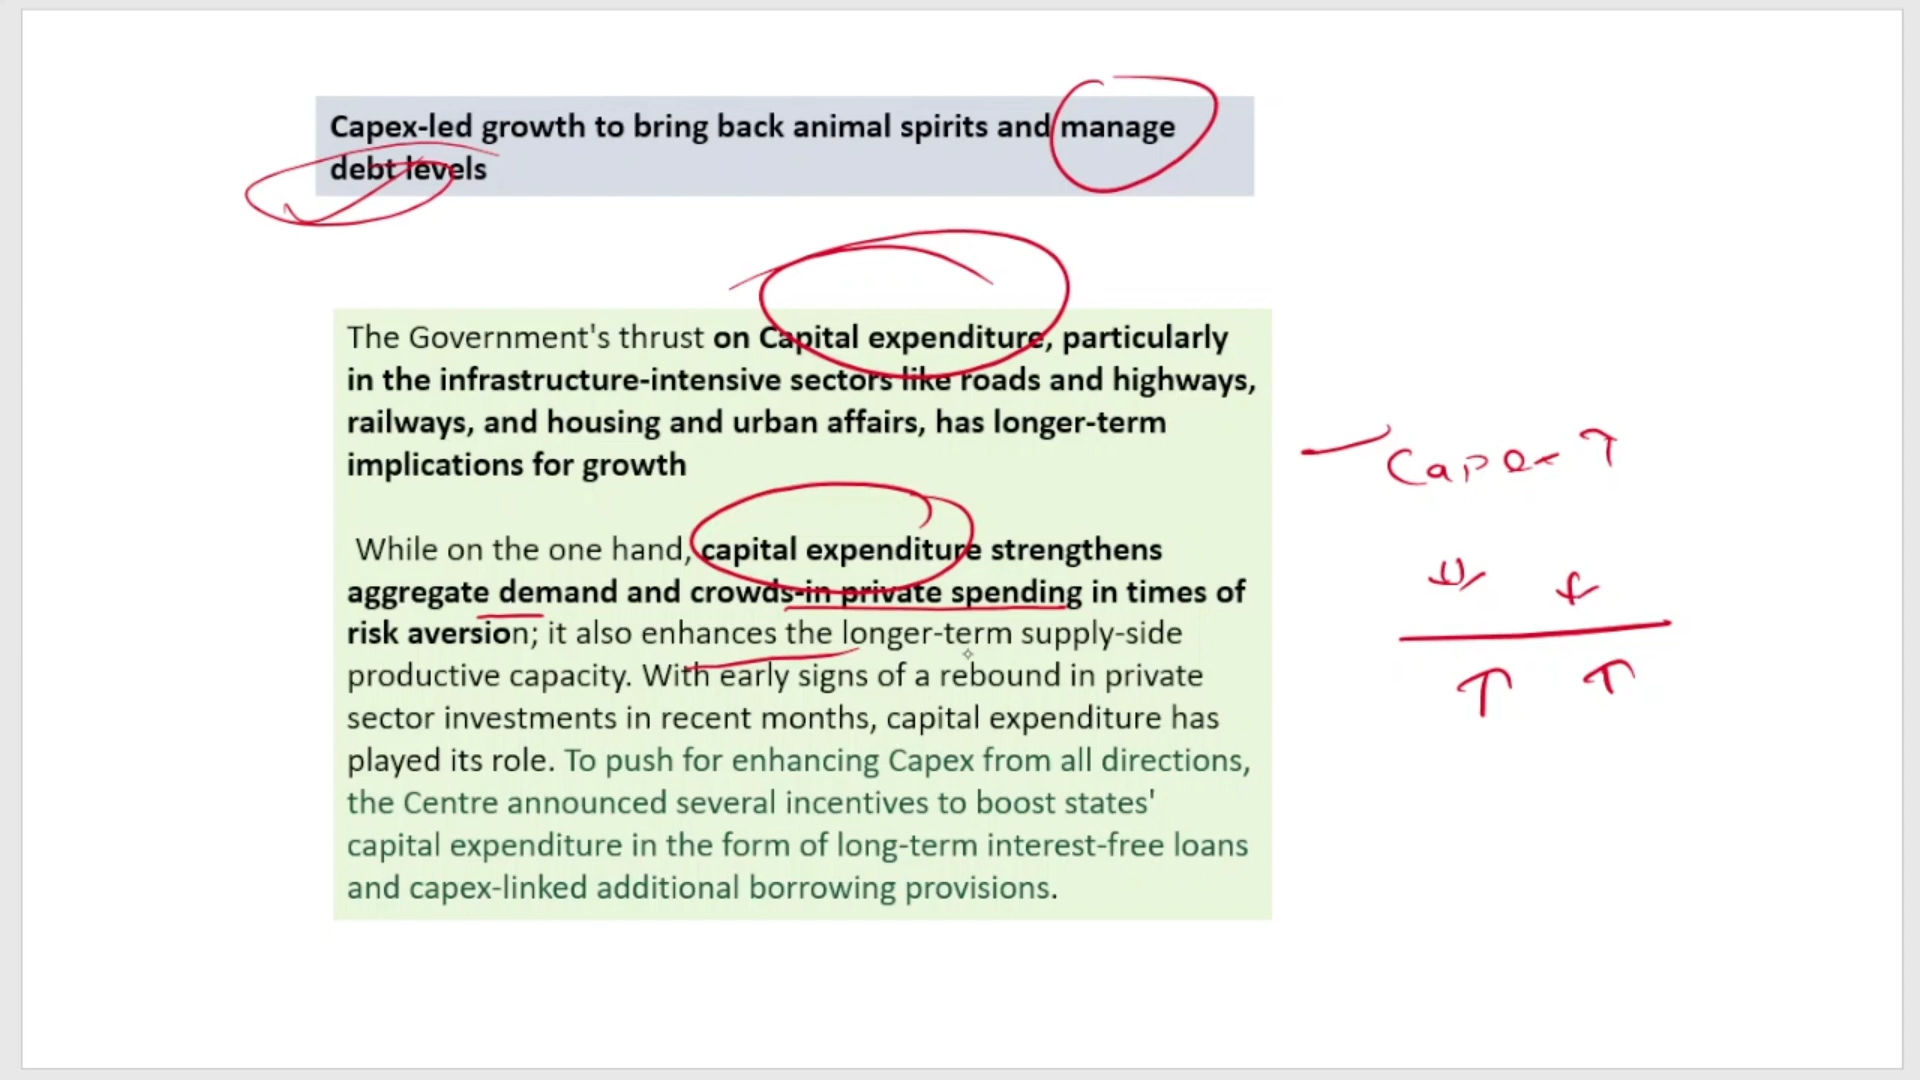 Capex-led growth to bring back animal spirits and manage
debt levels
The Government's thrust on Capital expenditure, particularly
in the infrastructure-intensive sectors like roads and highways,
railways, and housing and urban affairs, has longer-term
implications for growth
While on the one hand, capital expenditure strengthens
aggregate demand and crowds-in private spending in times of
risk aversion; it also enhances the longer-term supply-side
productive capacity. With early signs of a rebound in private
sector investments in recent months, capital expenditure has
played its role. To push for enhancing Capex from all directions,
the Centre announced several incentives to boost states'
capital expenditure in the form of long-term interest-free loans
and capex-linked additional borrowing provisions.
Capex ↑